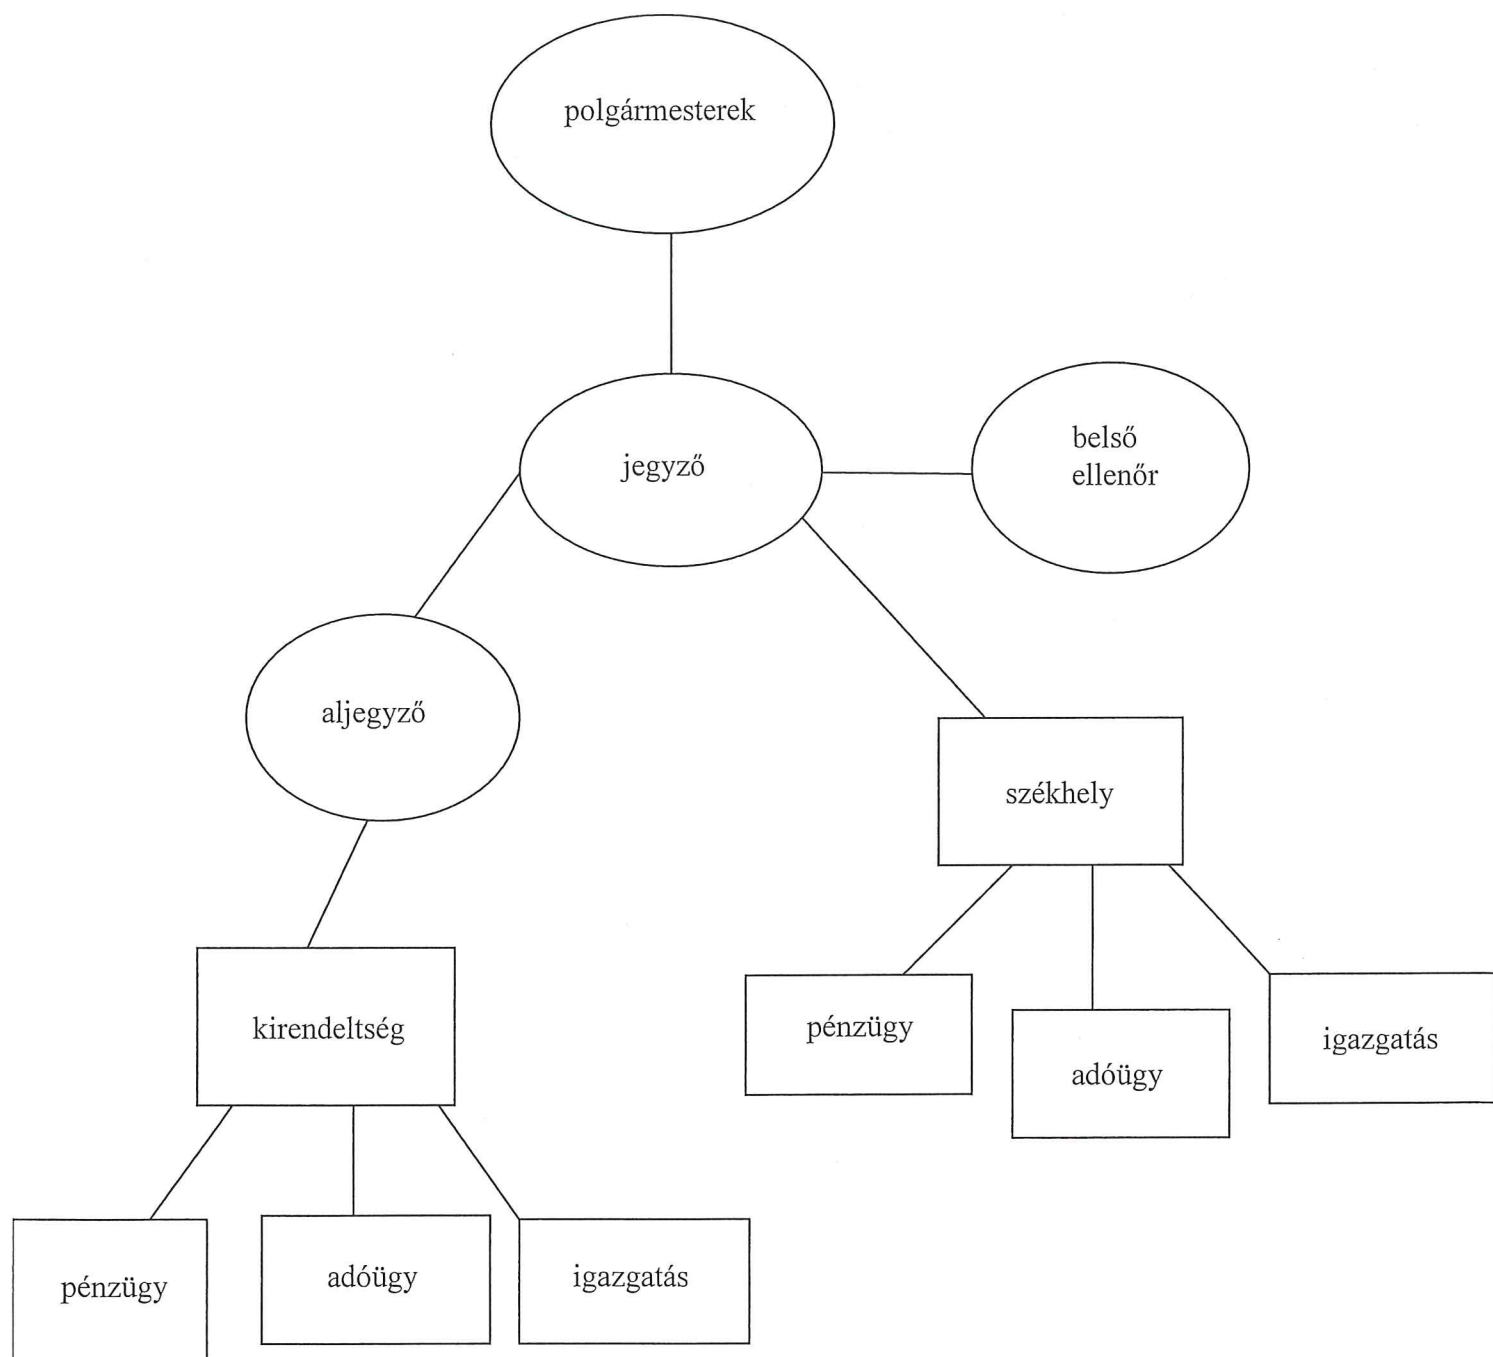 polgármesterek
jegyző
belső
ellenőr
aljegyző
székhely
kirendeltség
pénzügy
adóügy
igazgatás
pénzügy
adóügy
igazgatás